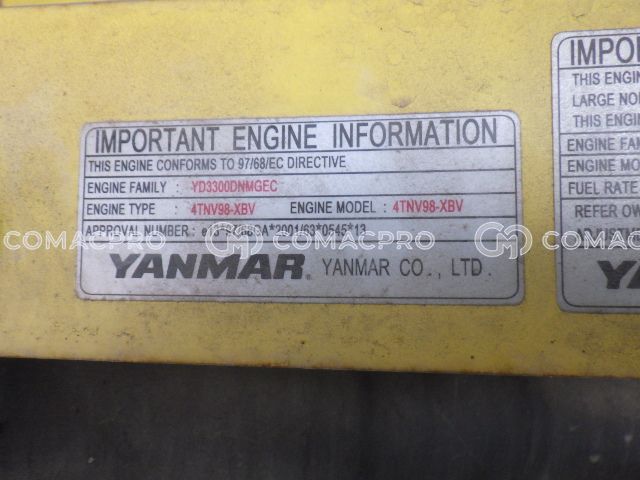 IMPORTANT ENGINE INFORMATION
THIS ENGINE CONFORMS TO 97/68/EC DIRECTIVE
ENGINE FAMILY : YD3300DNMGEC
ENGINE TYPE : 4TNV98-XBV ENGINE MODEL : 4TNV98-XBV
APPROVAL NUMBER :
YANMAR® YANMAR CO., LTD.
IMPO
THIS ENGI
LARGE NO
THIS ENGI
ENGINE FAM
ENGINE MO
FUEL RATE
REFER OW
COMACPRO COMACPRO COMACPRO